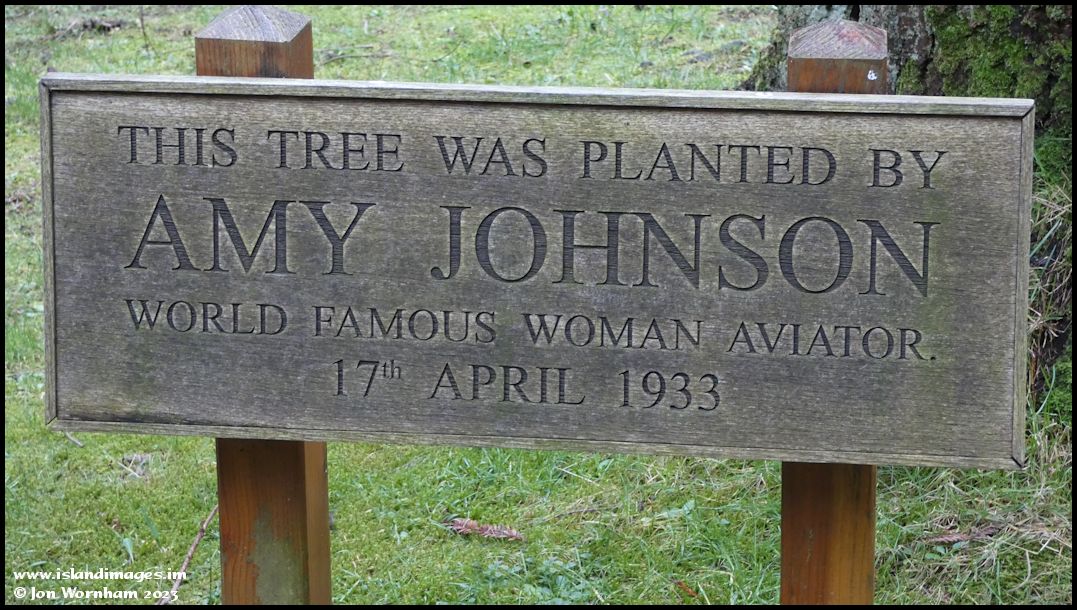 THIS TREE WAS PLANTED BY
AMY JOHNSON
WORLD FAMOUS WOMAN AVIATOR.
17th APRIL 1933
www.islandimages.im
© Jon Wornham 2023